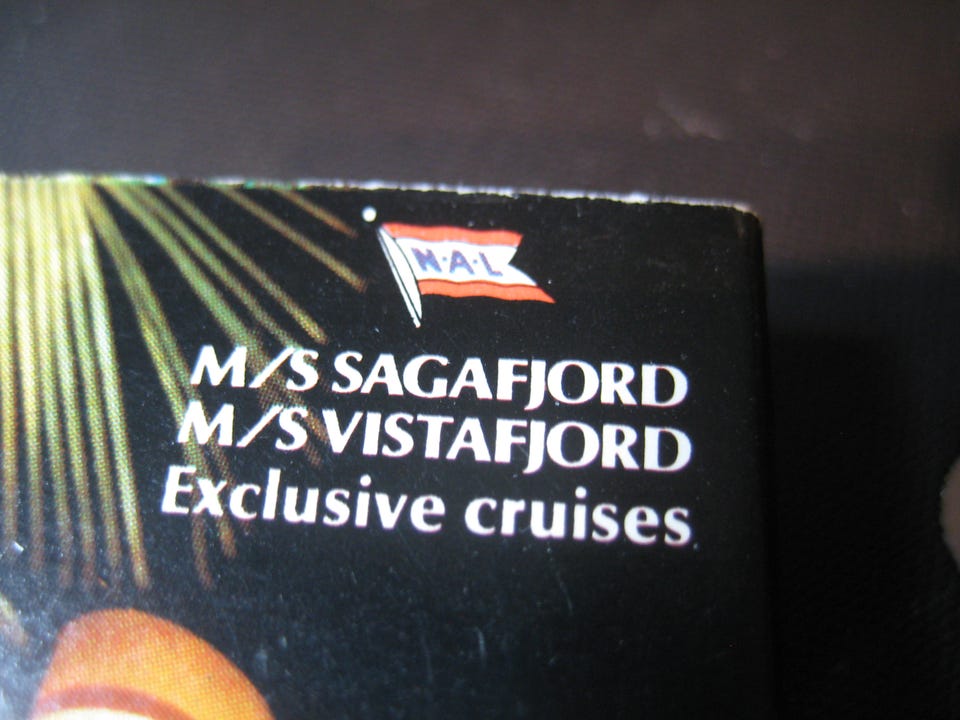 N·A·L
M/S SAGAFJORD
M/S VISTAFJORD
Exclusive cruises